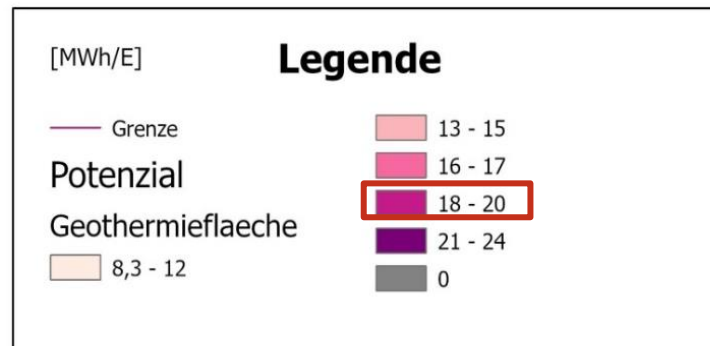 [MWh/E]
Legende
Grenze
Potenzial
Geothermieflaeche
8,3 - 12
13 - 15
16 - 17
18 - 20
21 - 24
0